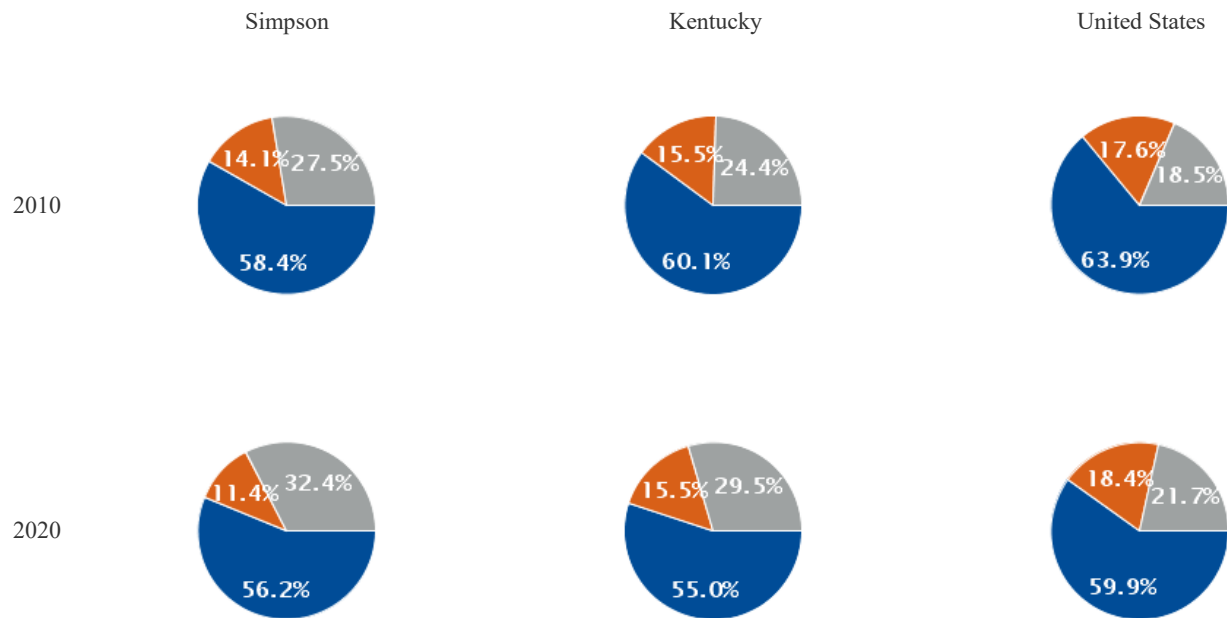 Simpson Kentucky United States
14.1% 27.5% 15.5% 24.4% 17.6% 18.5%
2010
58.4% 60.1% 63.9%
11.4% 32.4% 15.5% 29.5% 18.4% 21.7%
2020
56.2% 55.0% 59.9%